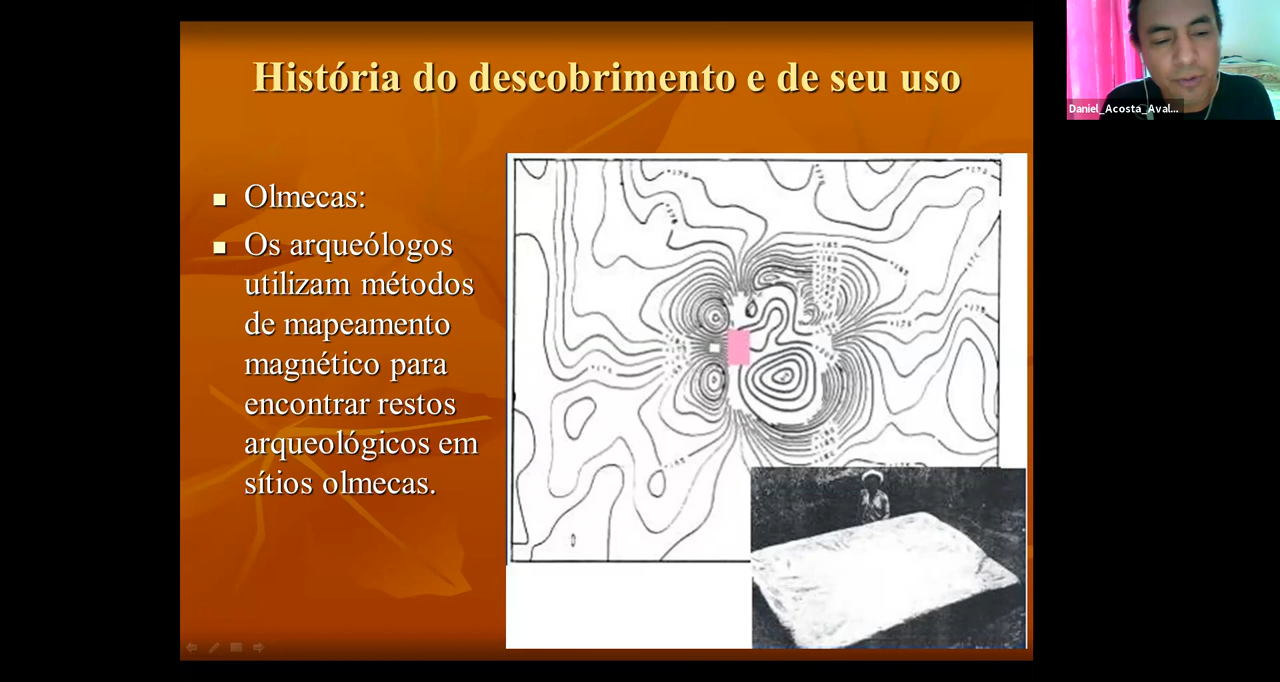 História do descobrimento e de seu uso
Daniel_Acosta_Aval...
Olmecas:
Os arqueólogos
utilizam métodos
de mapeamento
magnético para
encontrar restos
arqueológicos em
sítios olmecas.